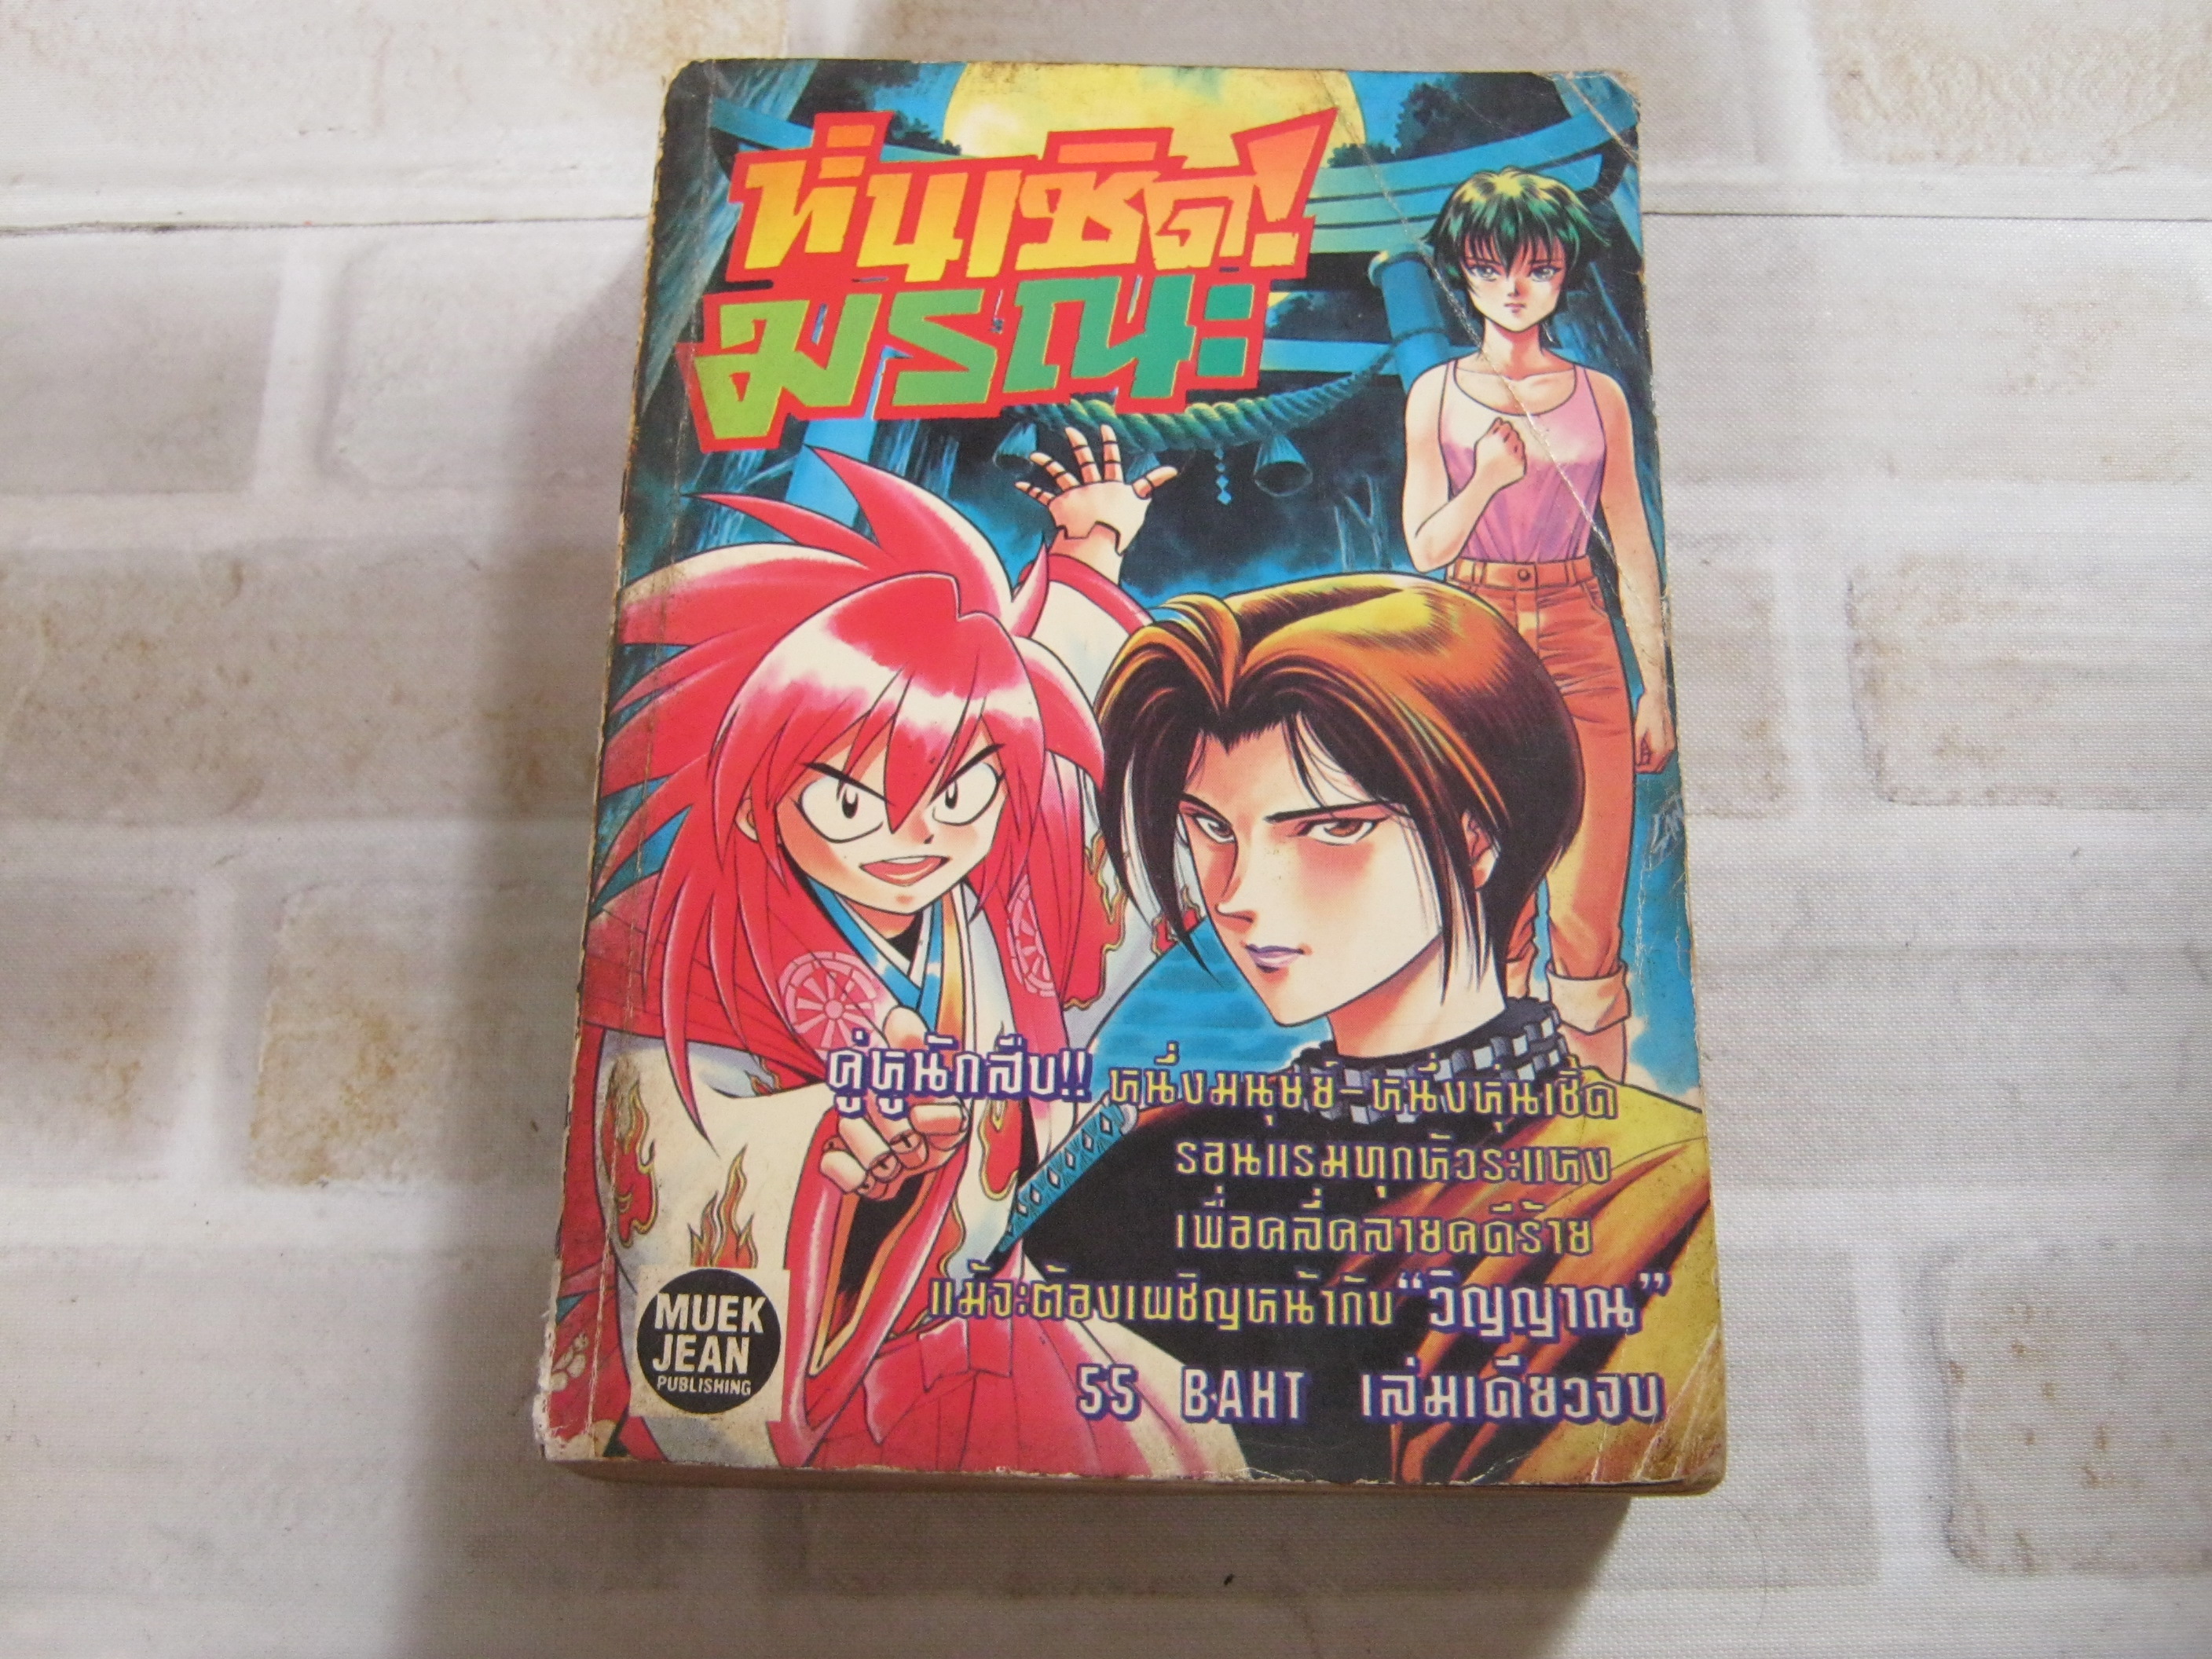 หุ่นเชิด!
มรณะ
คู่หูนักสืบ!! หนึ่งมนุษย์-หนึ่งหุ่นเชิด
รอนแรมทุกหัวระแหง
เพื่อคลี่คลายคดีร้าย
แม้จะต้องเผชิญหน้ากับ “วิญญาณ”
55 BAHT เล่มเดียวจบ
MUEK
JEAN
PUBLISHING